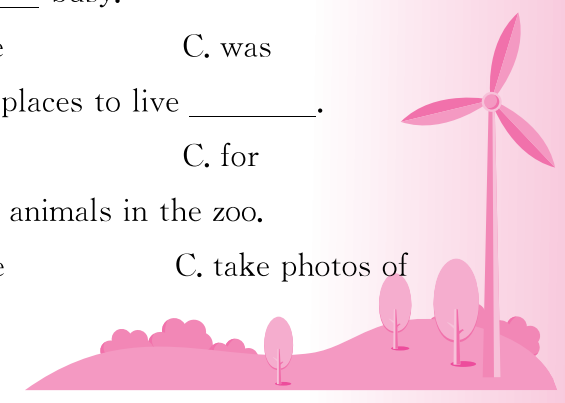 busy.
C. was
places to live ________.
C. for
animals in the zoo.
C. take photos of